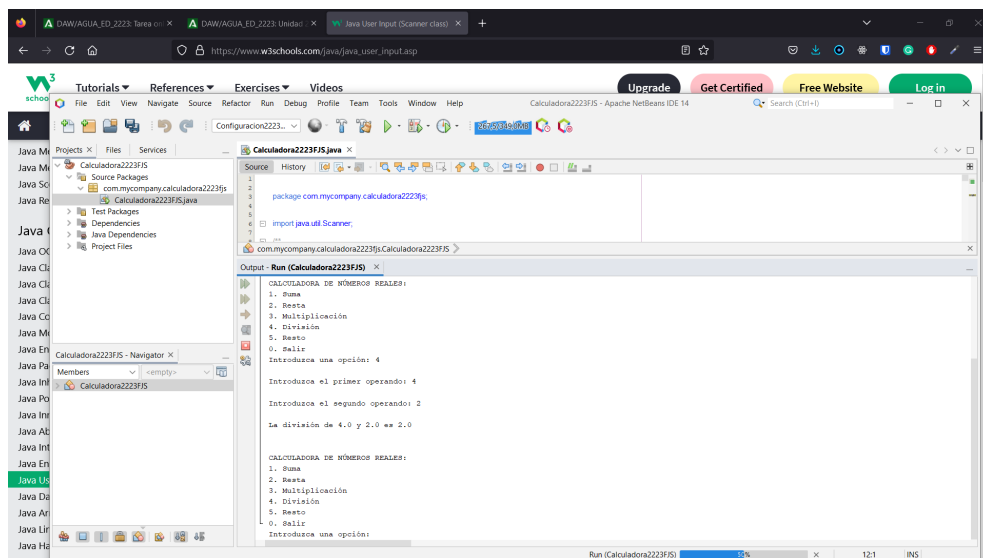 DAW/AGUA_ED_2223: Tarea on
DAW/AGUA_ED_2223: Unidad
Java User Input (Scanner class)
https://www.w3schools.com/java/java_user_input.asp
Tutorials References Exercises Videos Upgrade Get Certified Free Website Log in
File Edit View Navigate Source Refactor Run Debug Profile Team Tools Window Help
Calculadora2223FJS - Apache NetBeans IDE 14
Search (Ctrl+I)
Configuracion2223...
Projects Files Services
Calculadora2223FJS
Source Packages
com.mycompany.calculadora2223fjs
Calculadora2223FJS.java
Test Packages
Dependencies
Java Dependencies
Project Files
Calculadora2223FJS - Navigator
Members <empty>
Calculadora2223FJS
Calculadora2223FJS.java
Source History
1
2
3 package com.mycompany.calculadora2223fjs;
4
5
6 import java.util.Scanner;
7
com.mycompany.calculadora2223fjs.Calculadora2223FJS
Output - Run (Calculadora2223FJS)
CALCULADORA DE NÚMEROS REALES:
1. Suma
2. Resta
3. Multiplicación
4. División
5. Resto
0. Salir
Introduzca una opción: 4
Introduzca el primer operando: 4
Introduzca el segundo operando: 2
La división de 4.0 y 2.0 es 2.0
CALCULADORA DE NÚMEROS REALES:
1. Suma
2. Resta
3. Multiplicación
4. División
5. Resto
0. Salir
Introduzca una opción:
Run (Calculadora2223FJS) 12:1 INS